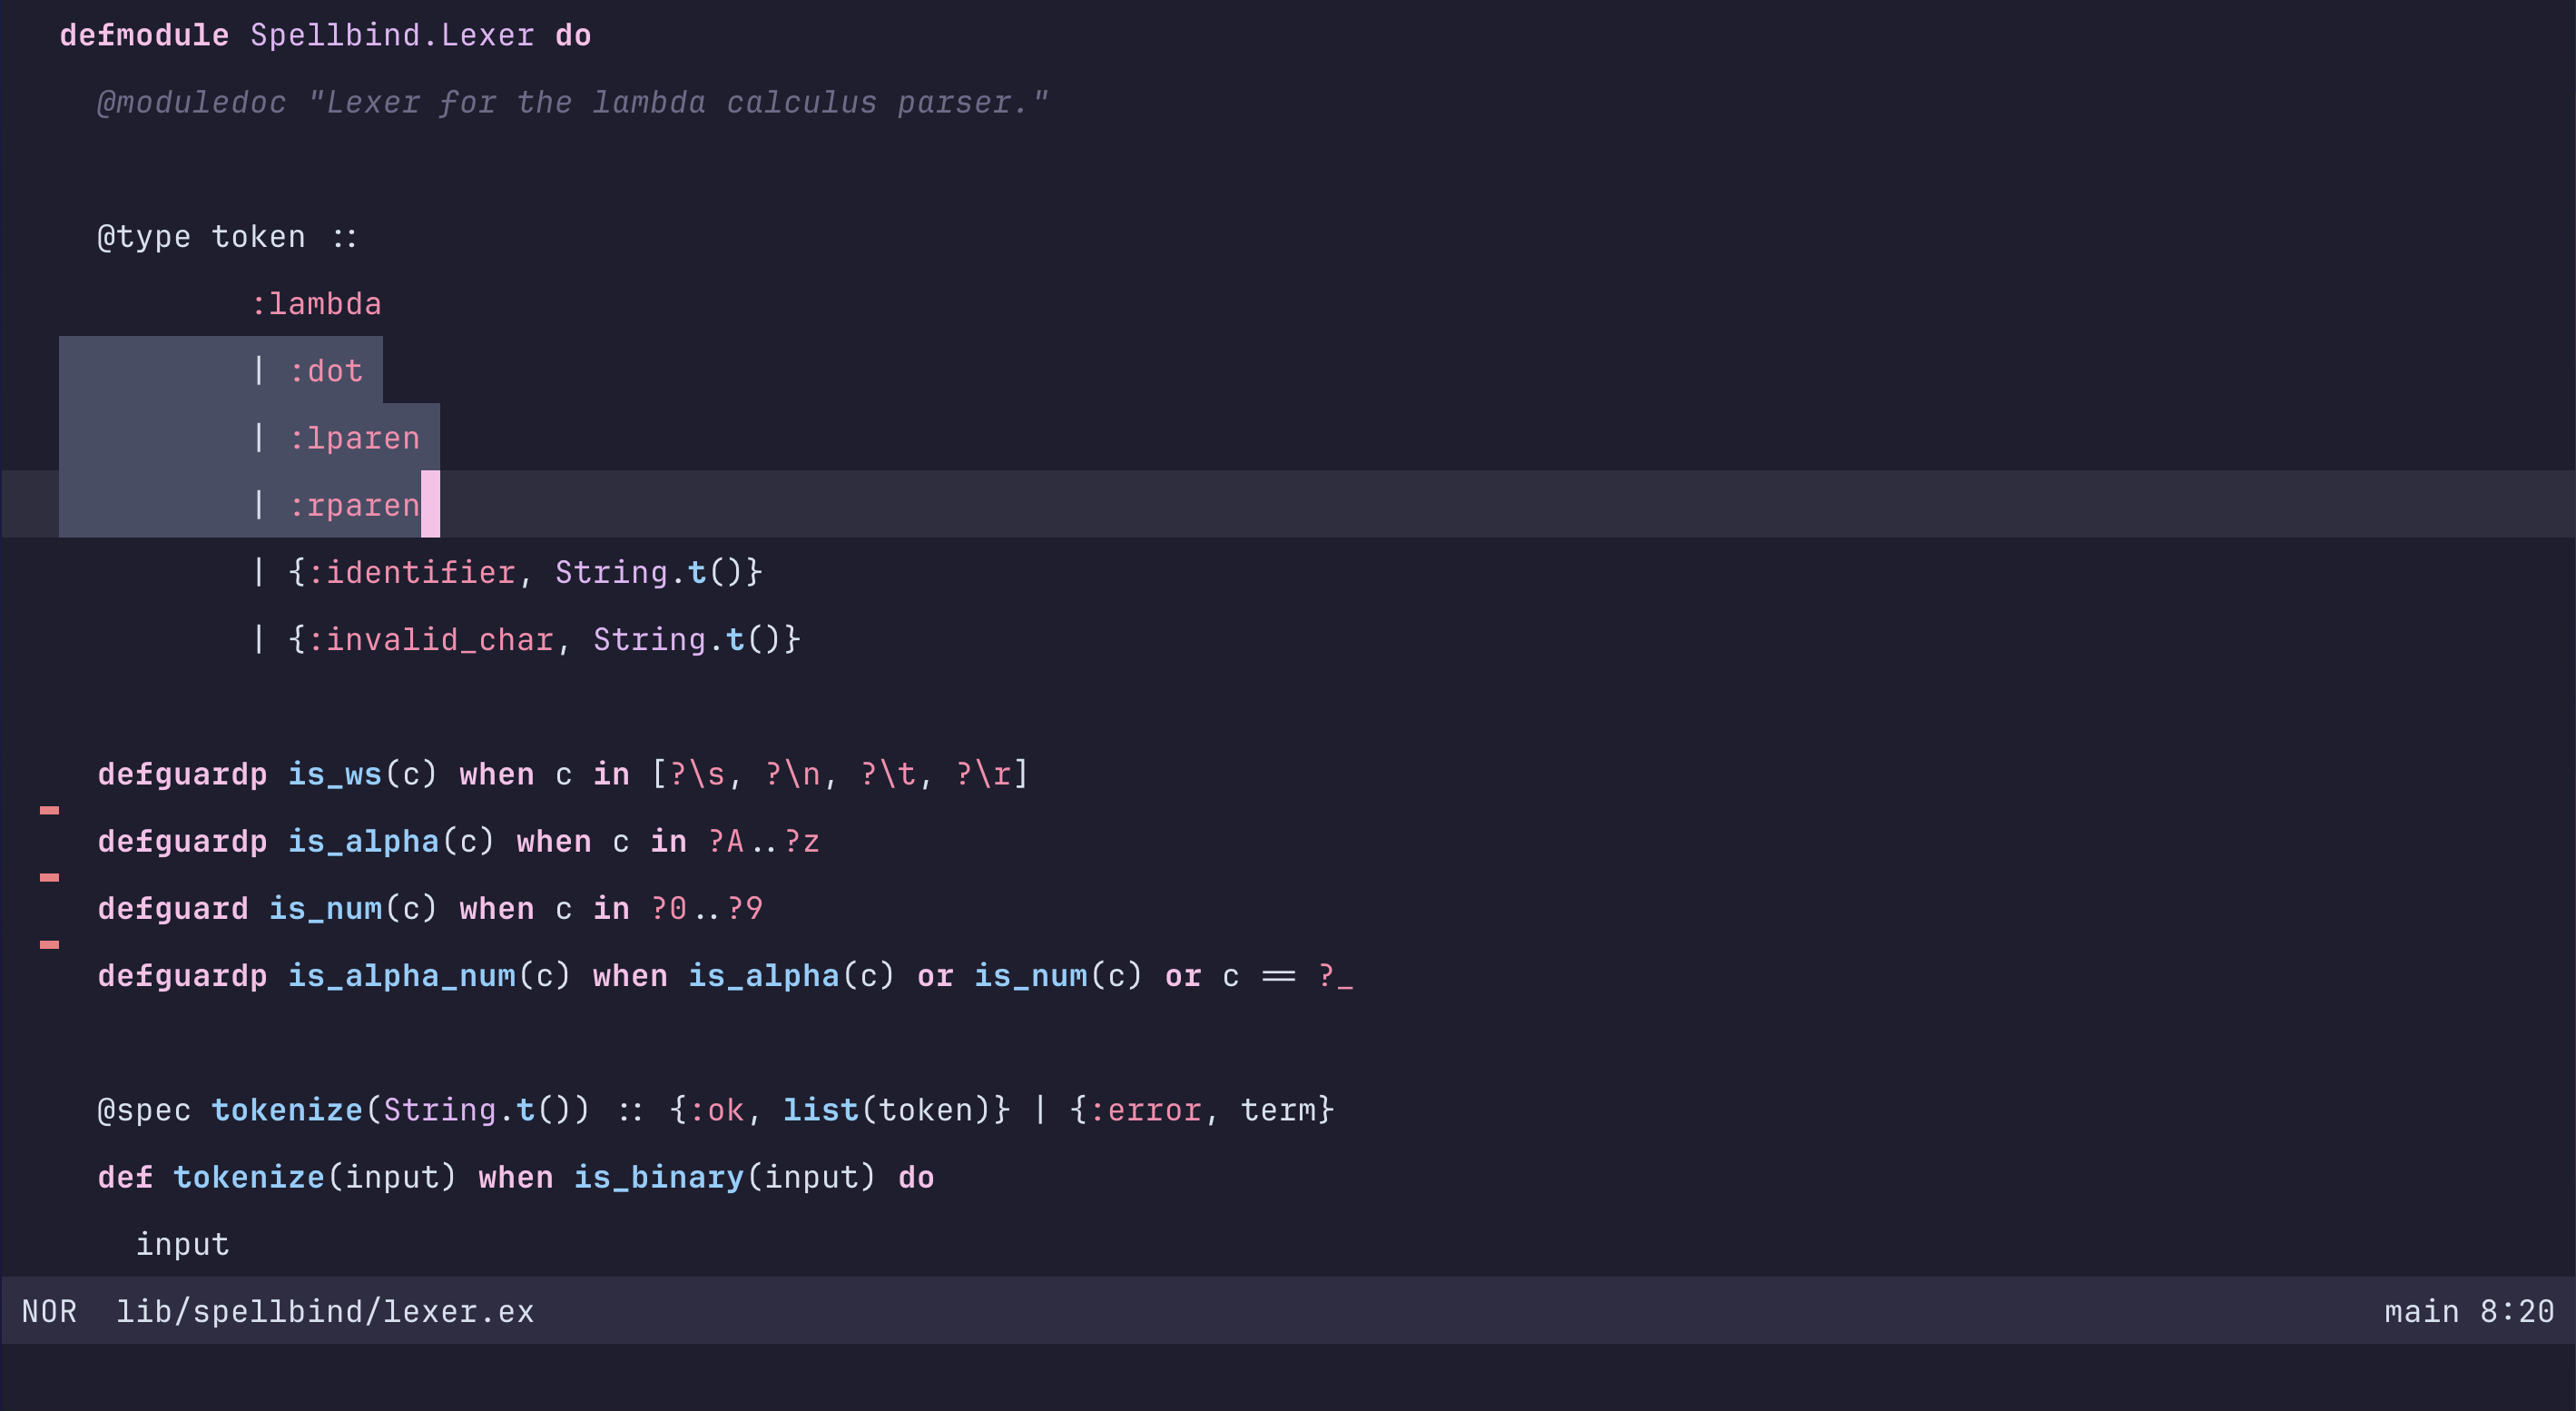 defmodule Spellbind.Lexer do
  @moduledoc "Lexer for the lambda calculus parser."

  @type token ::
          :lambda
          | :dot
          | :lparen
          | :rparen
          | {:identifier, String.t()}
          | {:invalid_char, String.t()}

  defguardp is_ws(c) when c in [?\s, ?\n, ?\t, ?\r]
  defguardp is_alpha(c) when c in ?A..?z
  defguard is_num(c) when c in ?0..?9
  defguardp is_alpha_num(c) when is_alpha(c) or is_num(c) or c == ?_

  @spec tokenize(String.t()) :: {:ok, list(token)} | {:error, term}
  def tokenize(input) when is_binary(input) do
    input
NOR  lib/spellbind/lexer.ex main 8:20